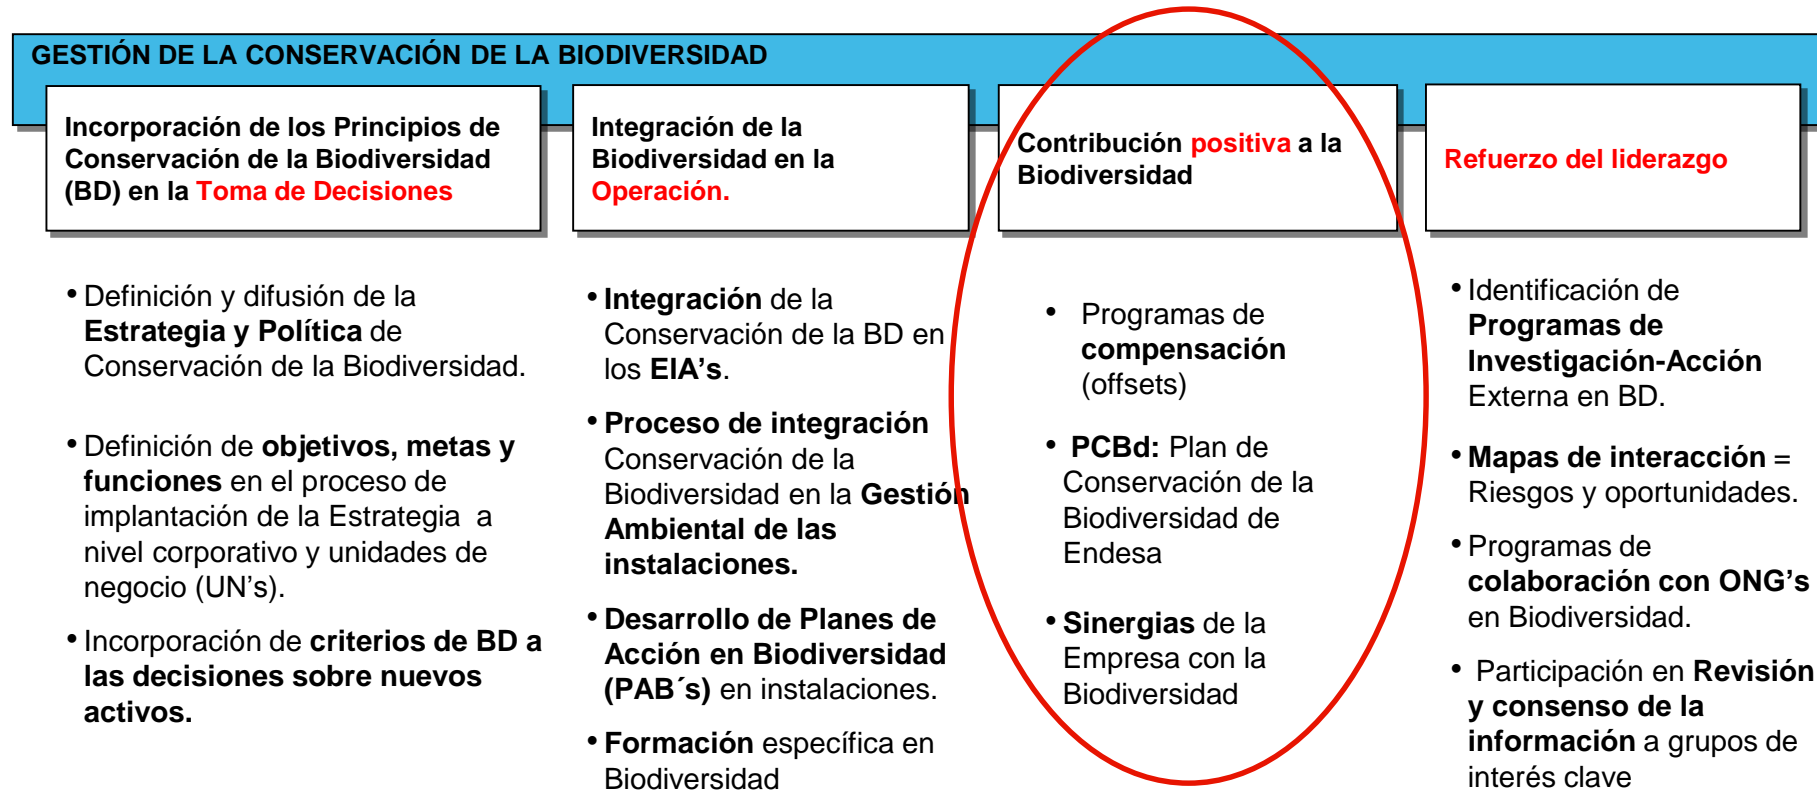 GESTIÓN DE LA CONSERVACIÓN DE LA BIODIVERSIDAD
Incorporación de los Principios de
Conservación de la Biodiversidad
(BD) en la Toma de Decisiones
• Definición y difusión de la
Estrategia y Política de
Conservación de la Biodiversidad.
• Definición de objetivos, metas y
funciones en el proceso de
implantación de la Estrategia a
nivel corporativo y unidades de
negocio (UN's).
• Incorporación de criterios de BD a
las decisiones sobre nuevos
activos.
Integración de la
Biodiversidad en la
Operación.
• Integración de la
Conservación de la BD en
los EIA's.
• Proceso de integración
Conservación de la
Biodiversidad en la Gestión
Ambiental de las
instalaciones.
• Desarrollo de Planes de
Acción en Biodiversidad
(PAB´s) en instalaciones.
• Formación específica en
Biodiversidad
Contribución positiva a la
Biodiversidad
• Programas de
compensación
(offsets)
• PCBd: Plan de
Conservación de la
Biodiversidad de
Endesa
• Sinergias de la
Empresa con la
Biodiversidad
Refuerzo del liderazgo
• Identificación de
Programas de
Investigación-Acción
Externa en BD.
• Mapas de interacción =
Riesgos y oportunidades.
• Programas de
colaboración con ONG's
en Biodiversidad.
• Participación en Revisión
y consenso de la
información a grupos de
interés clave